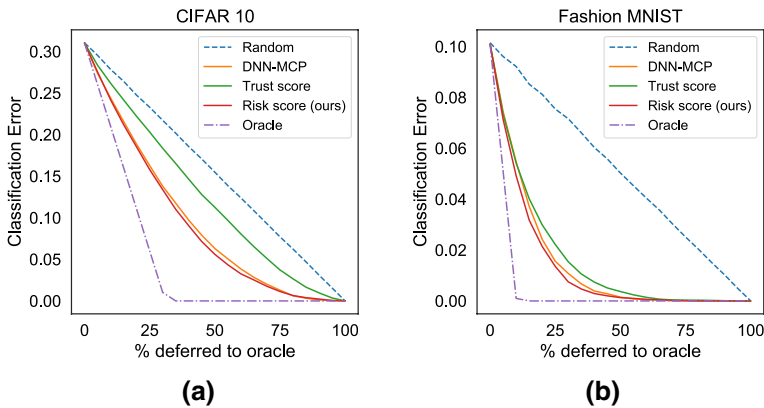 CIFAR 10
0.30
0.25
0.20
0.15
0.10
0.05
0.00
Classification Error
Random
DNN-MCP
Trust score
Risk score (ours)
Oracle
0 25 50 75 100
% deferred to oracle
(a)
Fashion MNIST
0.10
0.08
0.06
0.04
0.02
0.00
Classification Error
Random
DNN-MCP
Trust score
Risk score (ours)
Oracle
0 25 50 75 100
% deferred to oracle
(b)